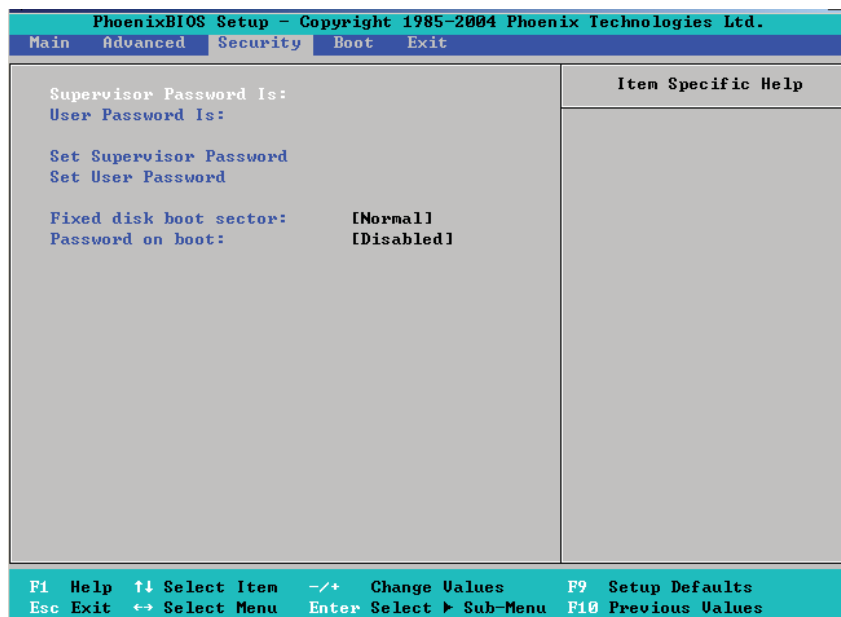 PhoenixBIOS Setup - Copyright 1985-2004 Phoenix Technologies Ltd.
Main Advanced Security Boot Exit
Item Specific Help
Supervisor Password Is:
User Password Is:
Set Supervisor Password
Set User Password
Fixed disk boot sector: [Normal]
Password on boot: [Disabled]
F1 Help ↑↓ Select Item -/+ Change Values F9 Setup Defaults
Esc Exit ↔ Select Menu Enter Select ▶ Sub-Menu F10 Previous Values